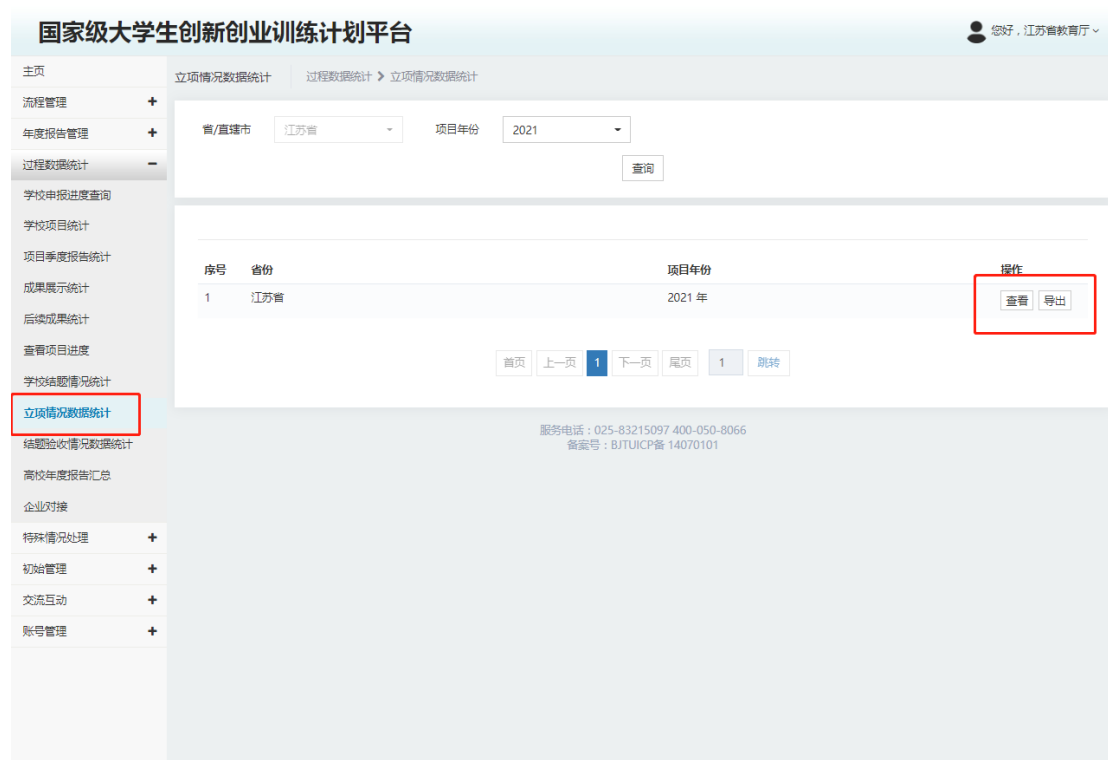 国家级大学生创新创业训练计划平台
您好，江苏省教育厅
主页
流程管理
年度报告管理
过程数据统计
学校申报进度查询
学校项目统计
项目季度报告统计
成果展示统计
后续成果统计
查看项目进度
学校结题情况统计
立项情况数据统计
结题验收情况数据统计
高校年度报告汇总
企业对接
特殊情况处理
初始管理
交流互动
账号管理
立项情况数据统计 过程数据统计 立项情况数据统计
省/直辖市 江苏省 项目年份 2021
查询
序号 省份 项目年份 操作
1 江苏省 2021 年 查看 导出
首页 上一页 1 下一页 尾页 1 跳转
服务电话：025-83215097 400-050-8066
备案号：BJTUICP备 14070101